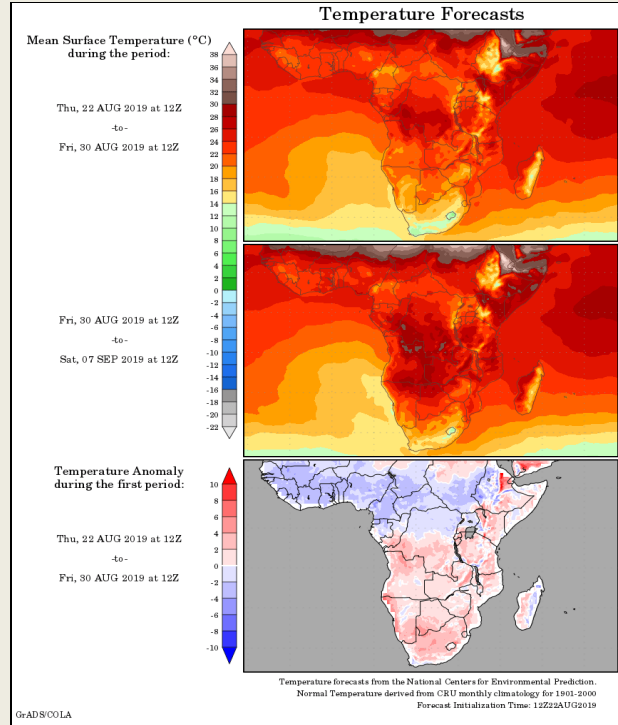 Temperature Forecasts
Mean Surface Temperature (°C)
during the period:
Thu, 22 AUG 2019 at 12Z
-to-
Fri, 30 AUG 2019 at 12Z
38
36
34
32
30
28
26
24
22
20
18
16
14
12
10
8
6
4
2
0
-2
-4
-6
-8
-10
-12
-14
-16
-18
-20
-22
Fri, 30 AUG 2019 at 12Z
-to-
Sat, 07 SEP 2019 at 12Z
Temperature Anomaly
during the first period:
Thu, 22 AUG 2019 at 12Z
-to-
Fri, 30 AUG 2019 at 12Z
10
8
6
4
2
0
-2
-4
-6
-8
-10
Temperature forecasts from the National Centers for Environmental Prediction.
Normal Temperature derived from CRU monthly climatology for 1901-2000
Forecast Initialization Time: 12Z22AUG2019
GrADS/COLA